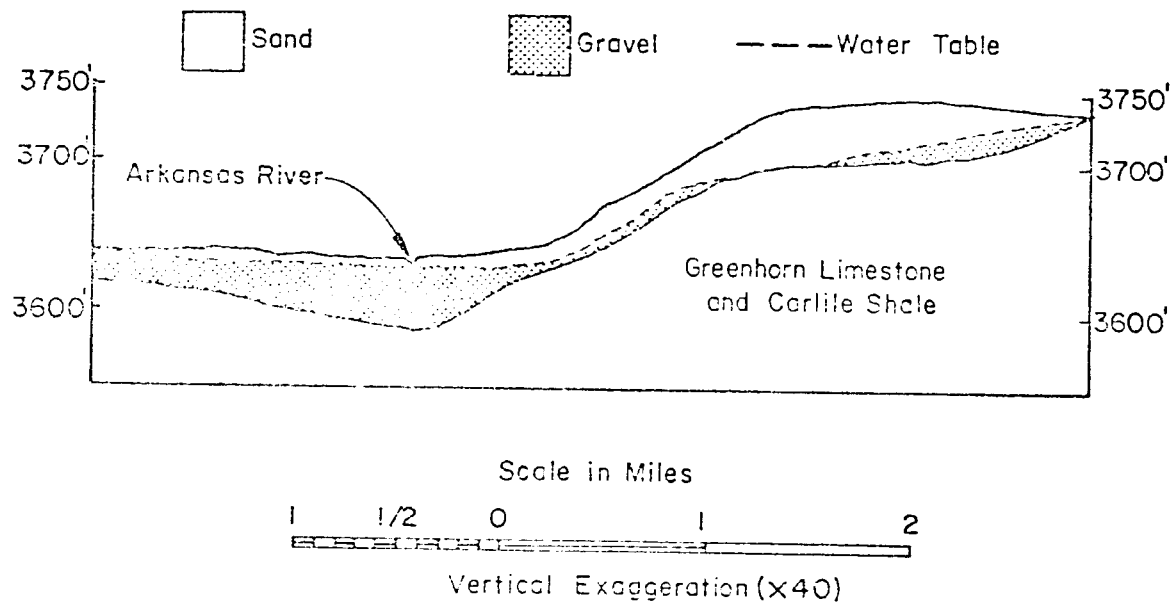 Sand
Gravel
Water Table
3750'
3750'
3700'
3700'
Arkansas River
Greenhorn Limestone
and Carlile Shale
3600'
3600'
Scale in Miles
1 1/2 0 1 2
Vertical Exaggeration (x40)